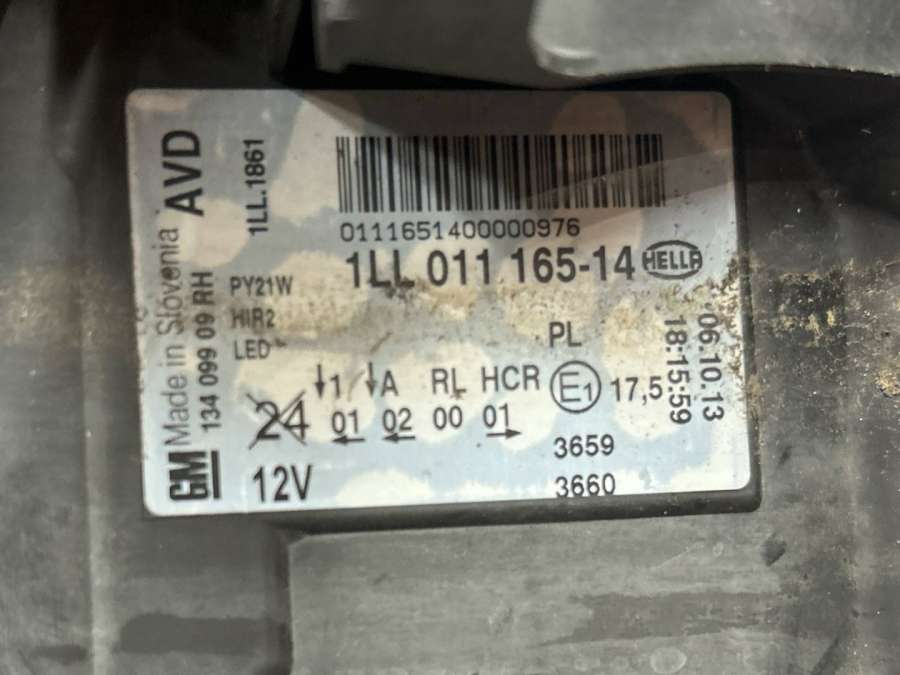 GM Made in Slovenia
134 099 09 RH
AVD
1LL.1861
0111651400000976
1LL 011 165-14 HELLA
PY21W
HIR2
LED
PL
1 A RL HCR E1 17,5
24 01 02 00 01
12V
3659
3660
06.10.13
18:15:59